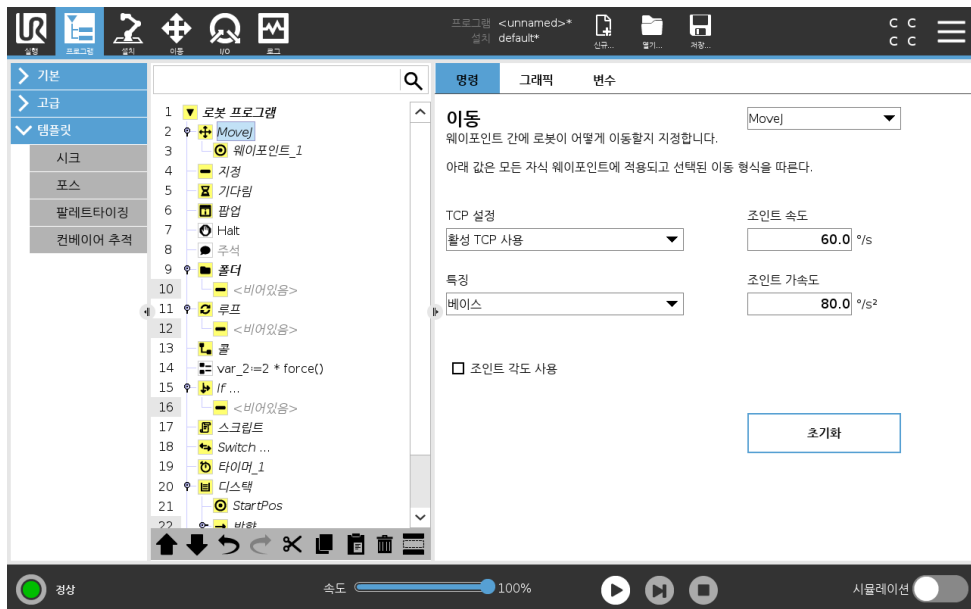 프로그램 <unnamed>*
설치 default*
실행 프로그램 설치 이동 I/O 로그 신규... 열기... 저장...
C C
C C
기본
고급
템플릿
시크
포스
팔레트타이징
컨베이어 추적
1 로봇 프로그램
2 MoveJ
3 웨이포인트_1
4 지정
5 기다림
6 팝업
7 Halt
8 주석
9 폴더
10 <비어있음>
11 루프
12 <비어있음>
13 콜
14 var_2:=2 * force()
15 If ...
16 <비어있음>
17 스크립트
18 Switch ...
19 타이머_1
20 디스택
21 StartPos
22 방향
명령 그래픽 변수
이동
MoveJ
웨이포인트 간에 로봇이 어떻게 이동할지 지정합니다.
아래 값은 모든 자식 웨이포인트에 적용되고 선택된 이동 형식을 따른다.
TCP 설정
조인트 속도
활성 TCP 사용
60.0 °/s
특징
조인트 가속도
베이스
80.0 °/s²
조인트 각도 사용
초기화
정상
속도 100%
시뮬레이션